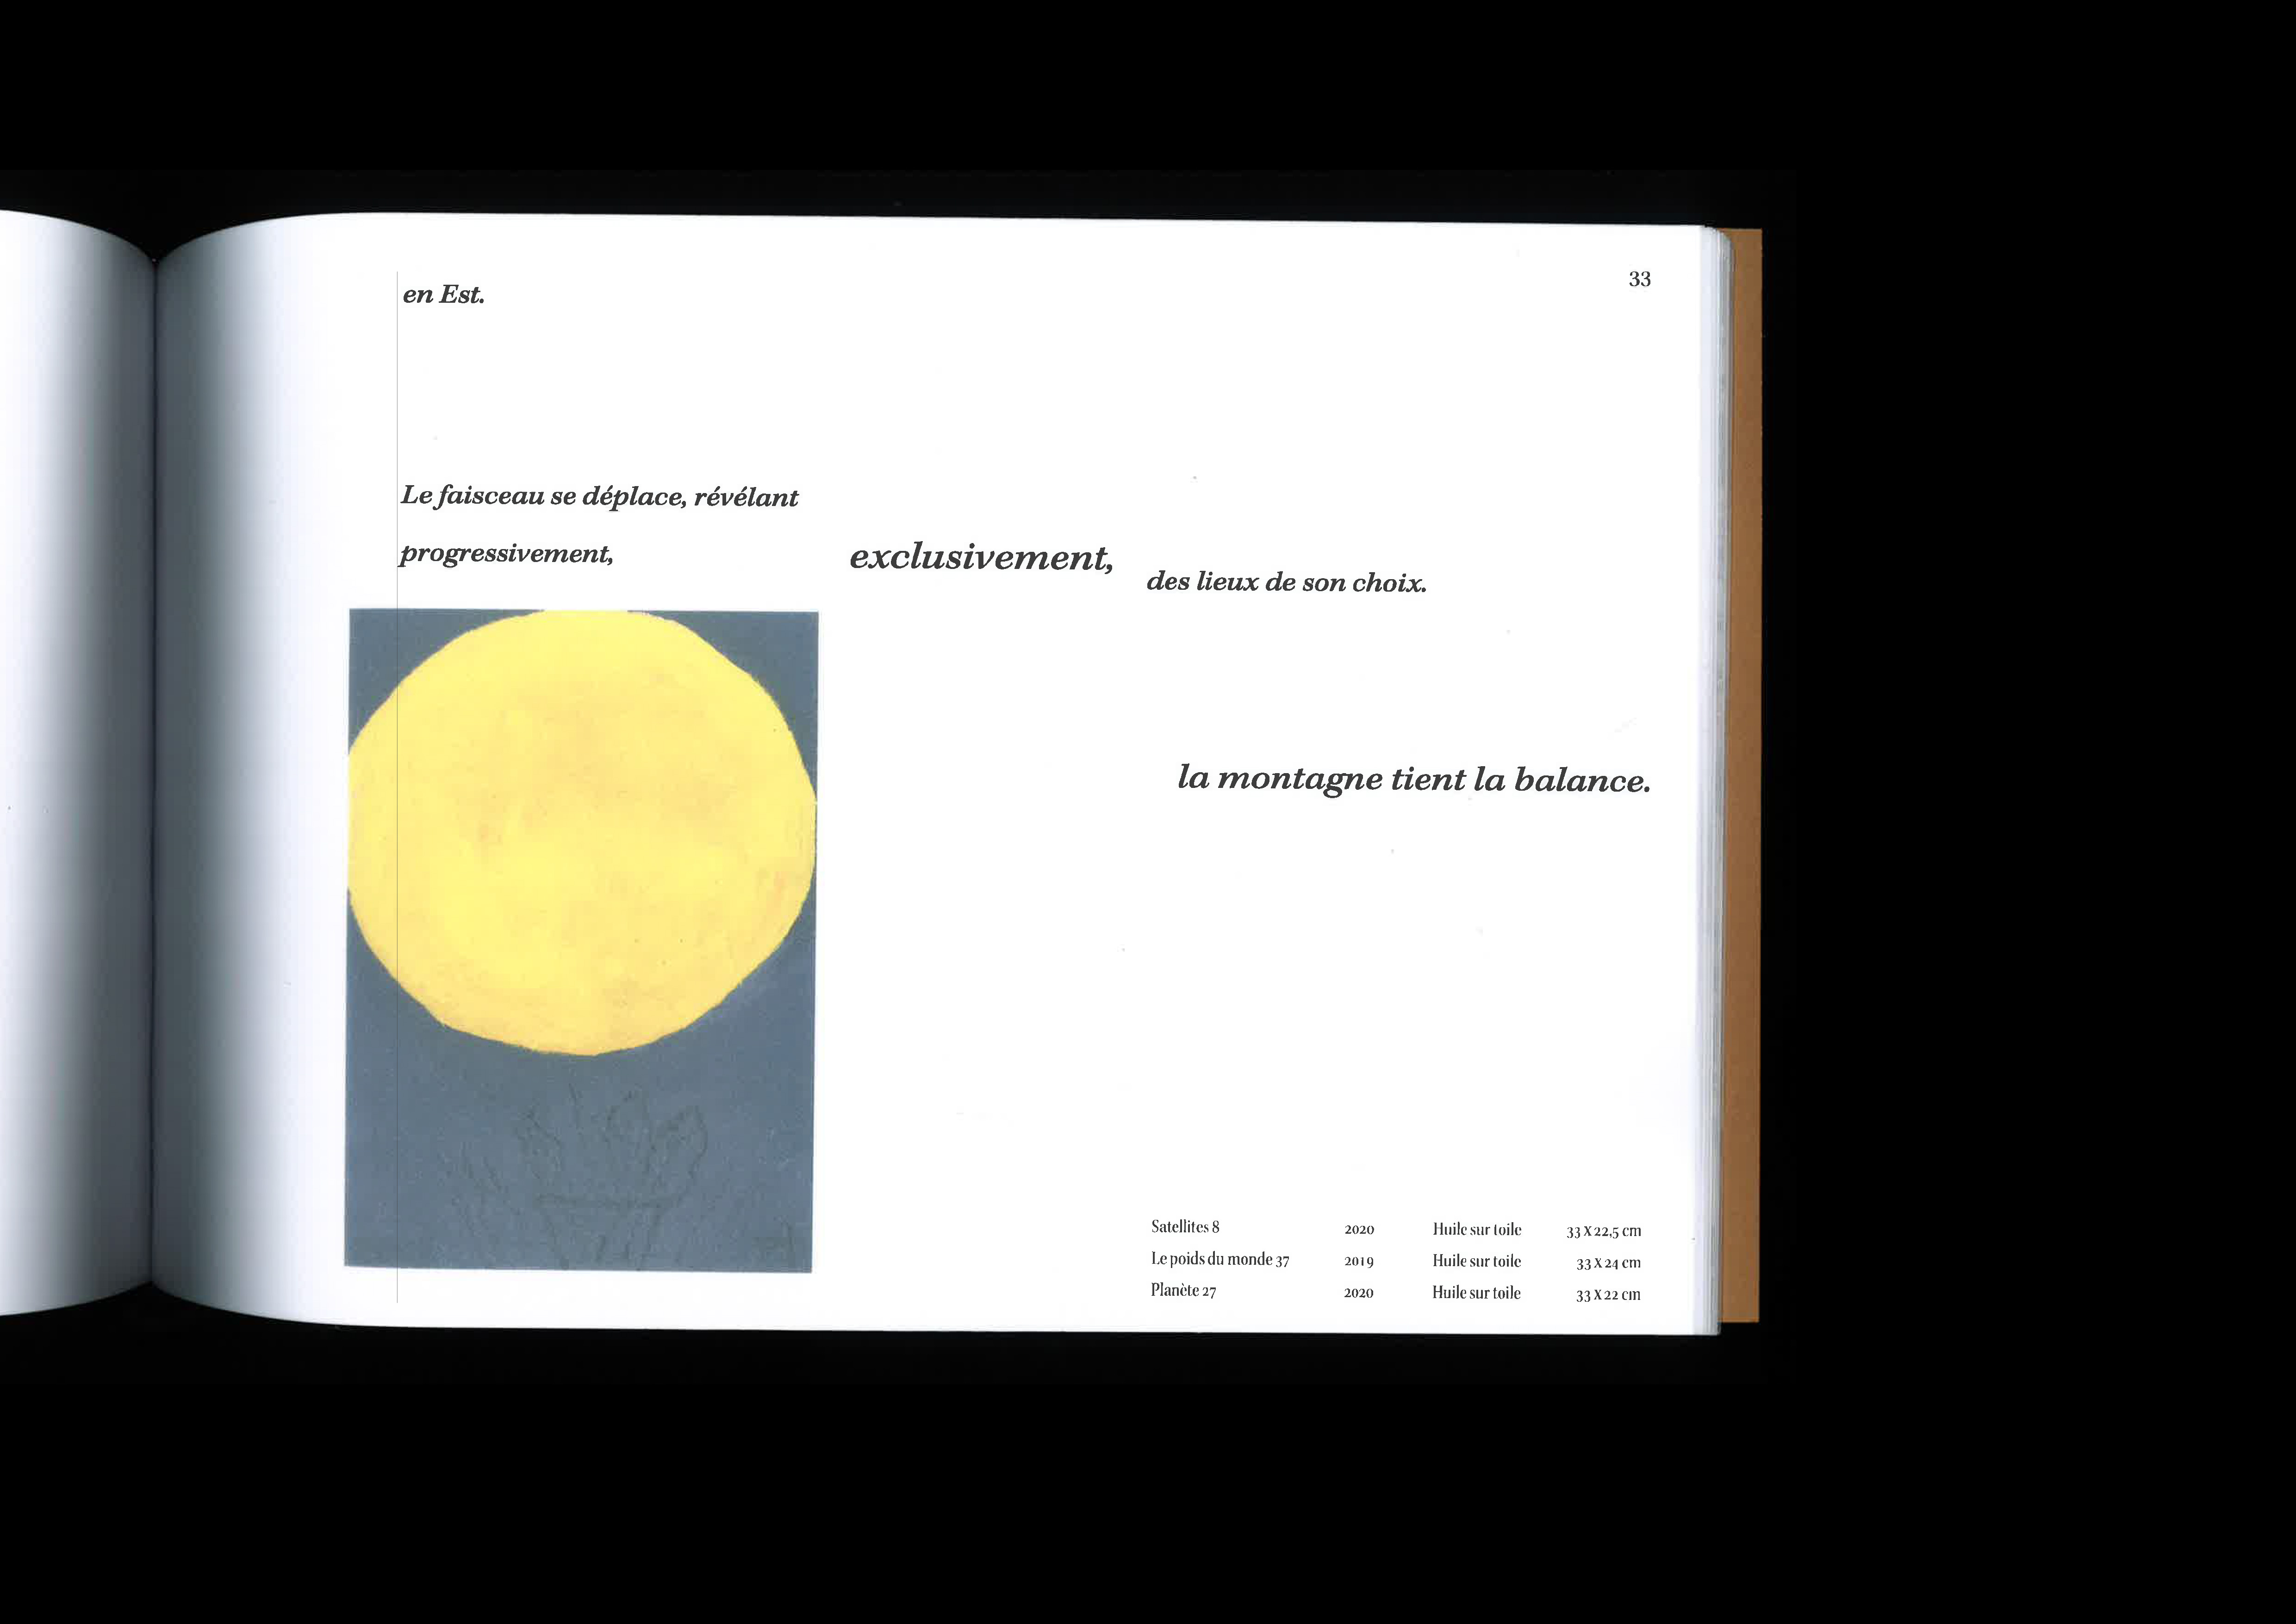 en Est.
33
Le faisceau se déplace, révélant
progressivement,
exclusivement,
des lieux de son choix.
la montagne tient la balance.
Satellites 8 2020 Huile sur toile 33 X 22,5 cm
Le poids du monde 37 2019 Huile sur toile 33 X 24 cm
Planète 27 2020 Huile sur toile 33 X 22 cm